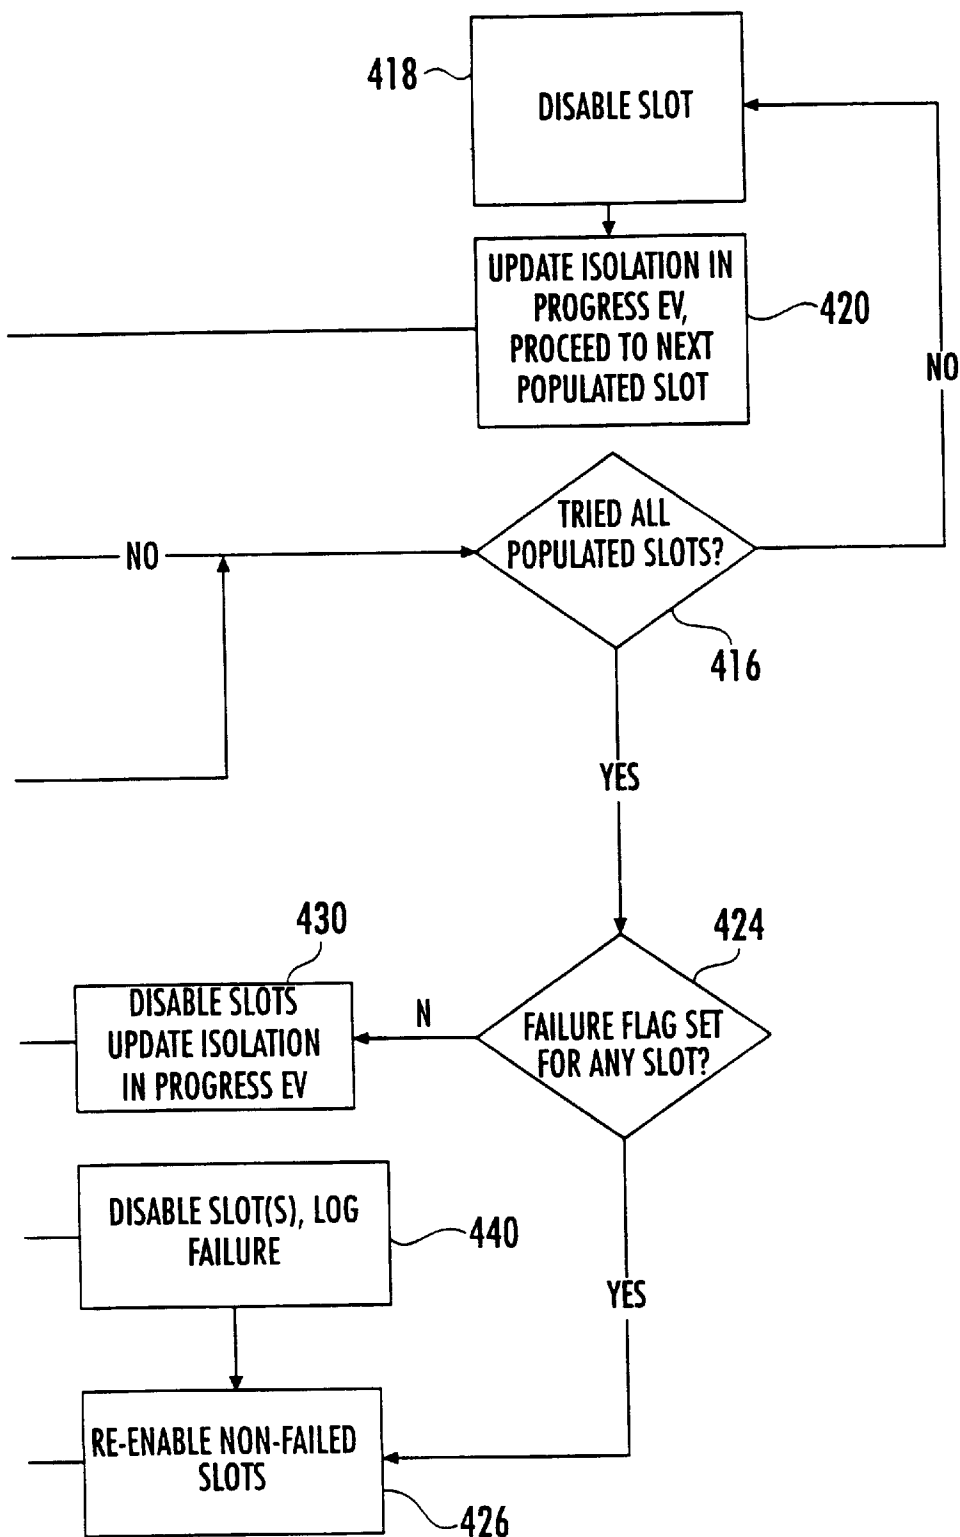 418
DISABLE SLOT
UPDATE ISOLATION IN
PROGRESS EV,
PROCEED TO NEXT
POPULATED SLOT
420
NO
TRIED ALL
POPULATED SLOTS?
NO
416
YES
430
424
DISABLE SLOTS
UPDATE ISOLATION
IN PROGRESS EV
N
FAILURE FLAG SET
FOR ANY SLOT?
DISABLE SLOT(S), LOG
FAILURE
440
YES
RE-ENABLE NON-FAILED
SLOTS
426